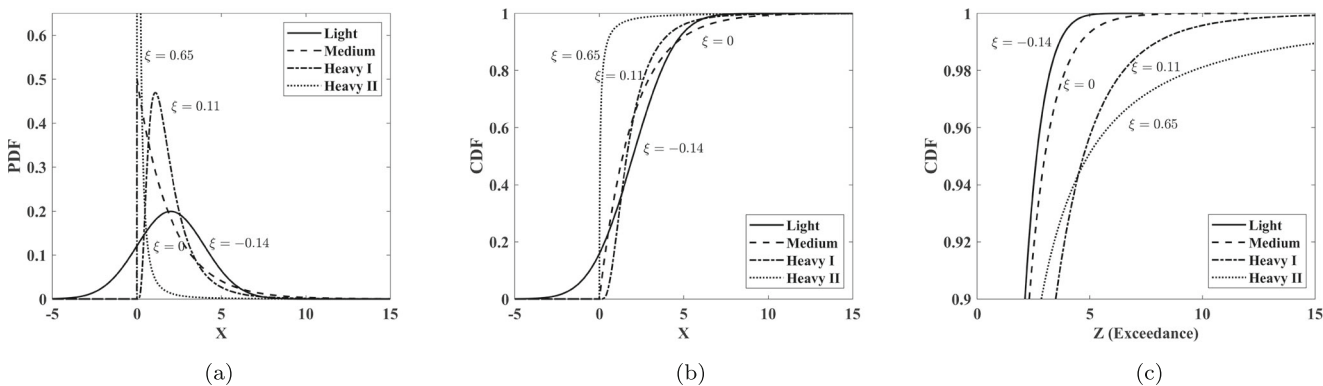 PDF
0.6
0.5
0.4
0.3
0.2
0.1
0
-5
0
5
10
15
X
Light
Medium
Heavy I
Heavy II
ξ = 0.65
ξ = 0.11
ξ = 0
ξ = −0.14
(a)
CDF
1
0.8
0.6
0.4
0.2
0
-5
0
5
10
15
X
ξ = 0.65
ξ = 0.11
ξ = 0
ξ = −0.14
Light
Medium
Heavy I
Heavy II
(b)
CDF
1
0.98
0.96
0.94
0.92
0.9
0
5
10
15
Z (Exceedance)
ξ = −0.14
ξ = 0
ξ = 0.11
ξ = 0.65
Light
Medium
Heavy I
Heavy II
(c)